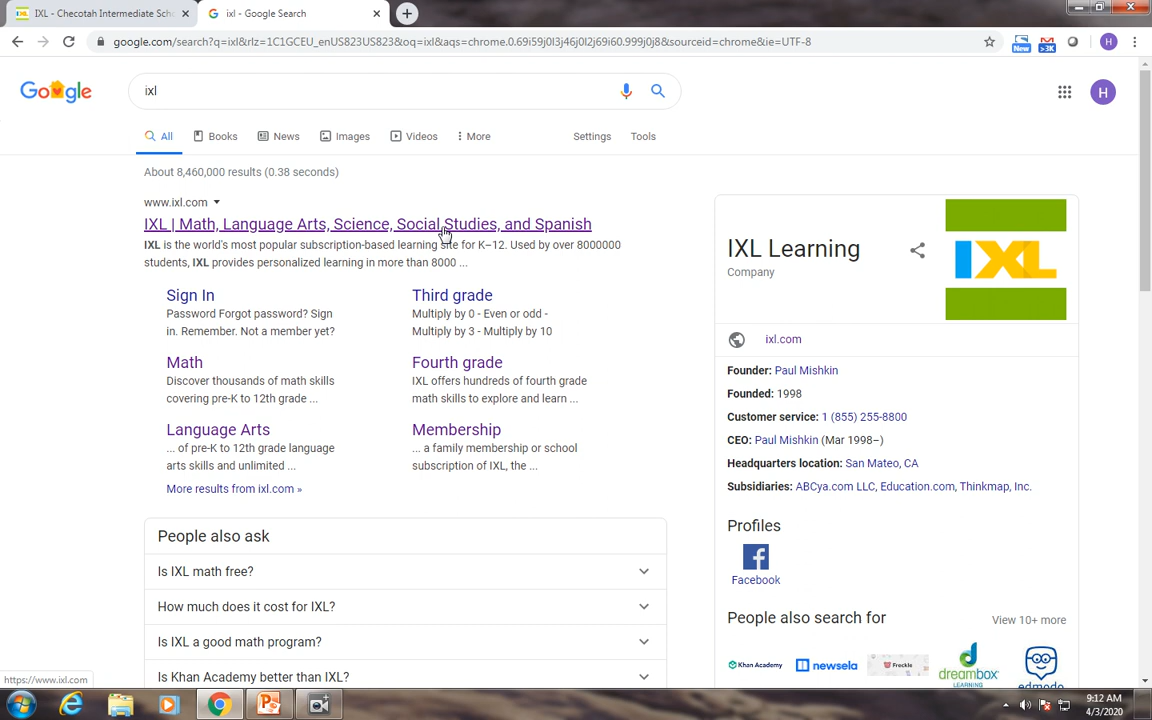 IXL - Checotah Intermediate Sch
ixl - Google Search
google.com/search?q=ixl&rlz=1C1GCEU_enUS823US823&oq=ixl&aqs=chrome.0.69i59j0l3j46j0l2j69i60.999j0j8&sourceid=chrome&ie=UTF-8
New
>3K
H
Google
ixl
H
All
Books
News
Images
Videos
More
Settings
Tools
About 8,460,000 results (0.38 seconds)
www.ixl.com
IXL | Math, Language Arts, Science, Social Studies, and Spanish
IXL is the world's most popular subscription-based learning site for K–12. Used by over 8000000
students, IXL provides personalized learning in more than 8000 ...
Sign In
Password Forgot password? Sign
in. Remember. Not a member yet?
Third grade
Multiply by 0 - Even or odd -
Multiply by 3 - Multiply by 10
Math
Discover thousands of math skills
covering pre-K to 12th grade ...
Fourth grade
IXL offers hundreds of fourth grade
math skills to explore and learn ...
Language Arts
... of pre-K to 12th grade language
arts skills and unlimited ...
Membership
... a family membership or school
subscription of IXL, the ...
More results from ixl.com »
People also ask
Is IXL math free?
How much does it cost for IXL?
Is IXL a good math program?
Is Khan Academy better than IXL?
IXL Learning
Company
IXL
ixl.com
Founder: Paul Mishkin
Founded: 1998
Customer service: 1 (855) 255-8800
CEO: Paul Mishkin (Mar 1998–)
Headquarters location: San Mateo, CA
Subsidiaries: ABCya.com LLC, Education.com, Thinkmap, Inc.
Profiles
Facebook
People also search for
View 10+ more
Khan Academy
newsela
Freckle
dreambox
LEARNING
edmodo
https://www.ixl.com
9:12 AM
4/3/2020